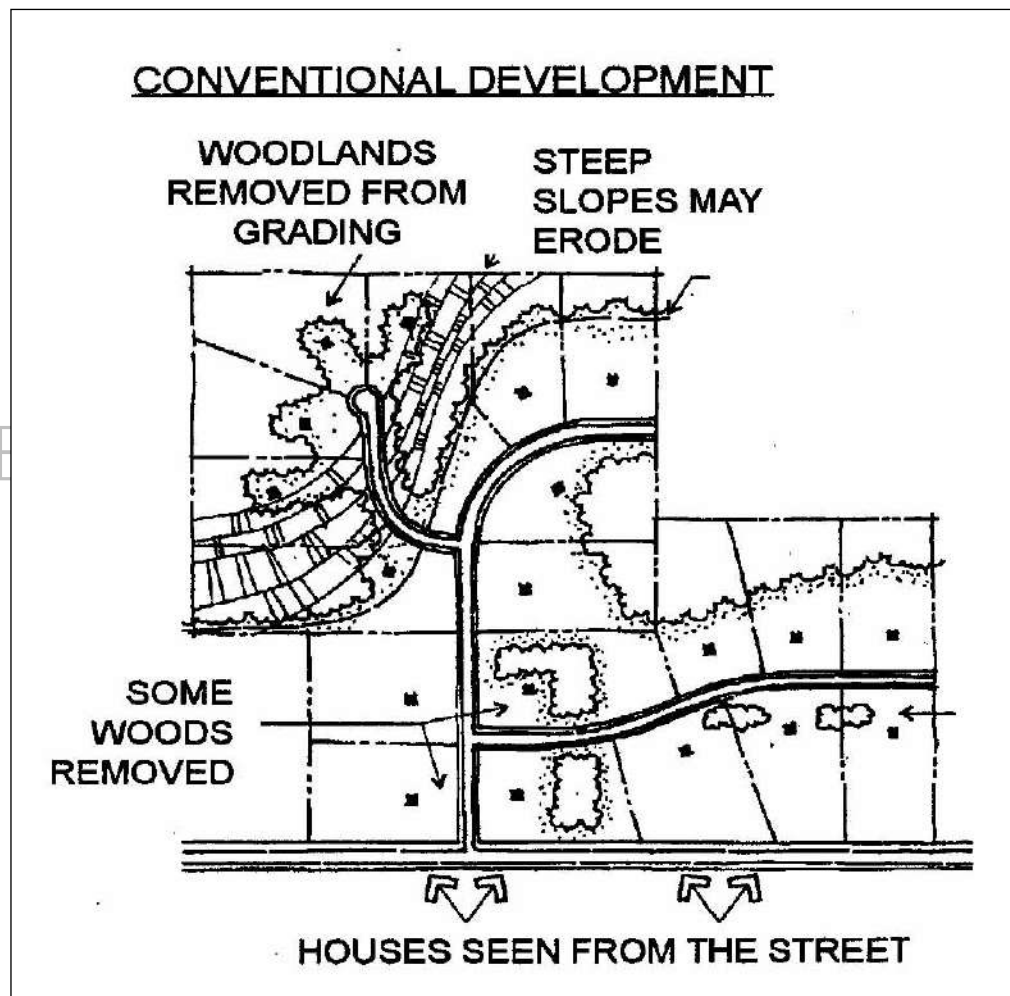 CONVENTIONAL DEVELOPMENT
WOODLANDS
REMOVED FROM
GRADING
STEEP
SLOPES MAY
ERODE
SOME
WOODS
REMOVED
HOUSES SEEN FROM THE STREET